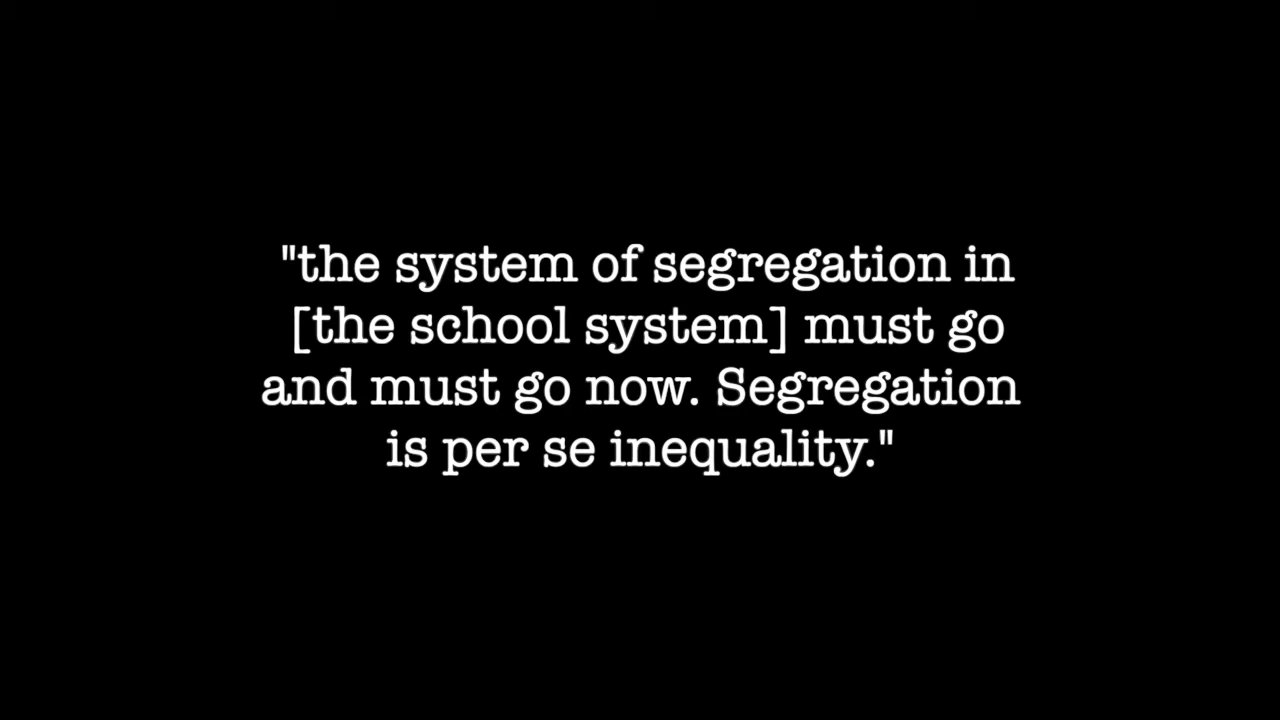 "the system of segregation in
[the school system] must go
and must go now. Segregation
is per se inequality."